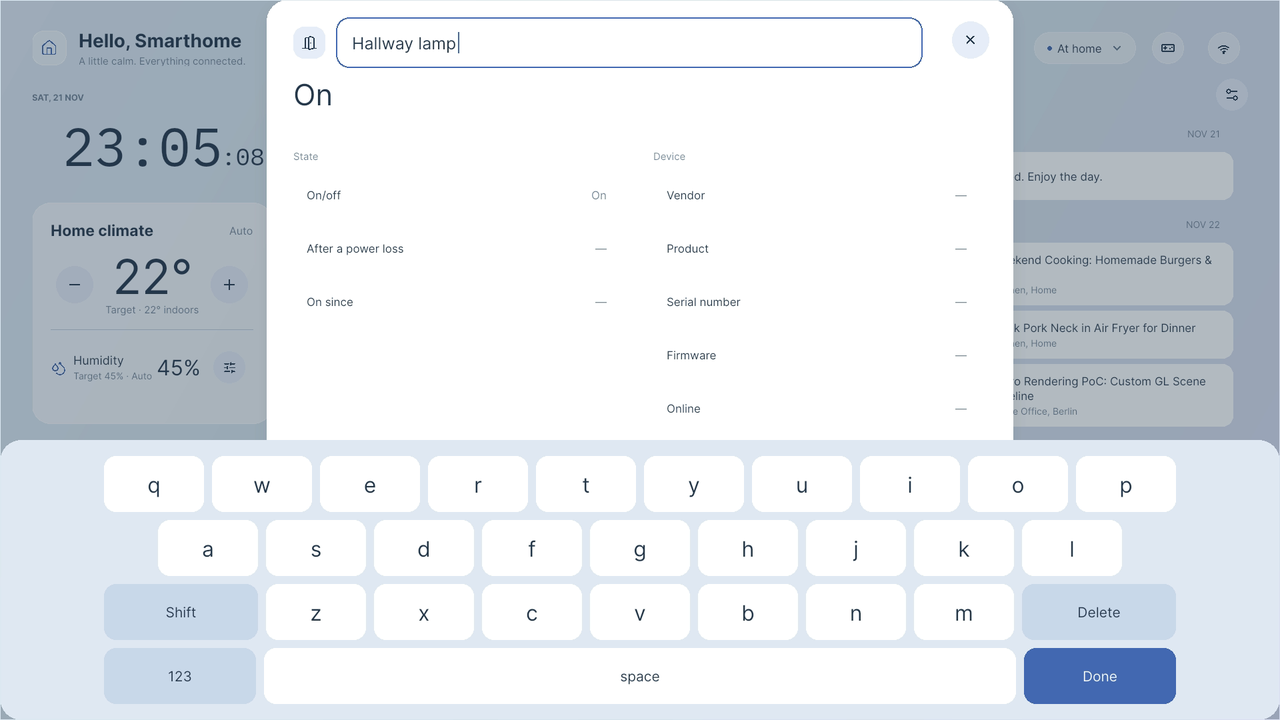 Hello, Smarthome
A little calm. Everything connected.
SAT, 21 NOV
23:05:08
Home climate
Auto
22°
Target · 22° indoors
Humidity
Target 45% · Auto
45%
Hallway lamp
On
State
On/off
On
After a power loss
—
On since
—
Device
Vendor
—
Product
—
Serial number
—
Firmware
—
Online
—
At home
NOV 21
d. Enjoy the day.
NOV 22
Cooking: Homemade Burgers &
Home
Pork Neck in Air Fryer for Dinner
Home
Rendering PoC: Custom GL Scene
Office, Berlin
q w e r t y u i o p
a s d f g h j k l
Shift z x c v b n m Delete
123 space Done